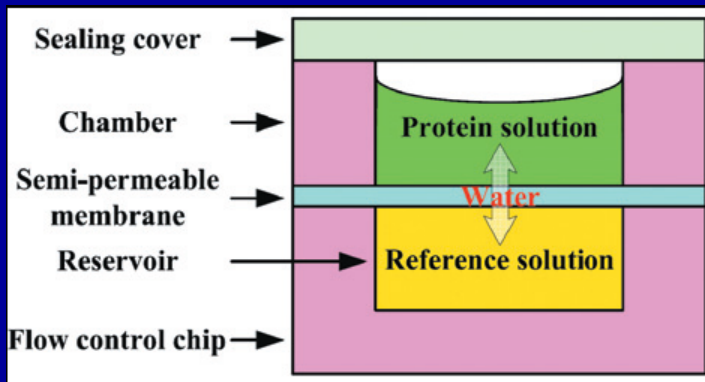 Sealing cover
Chamber
Protein solution
Semi-permeable
membrane
Water
Reservoir
Reference solution
Flow control chip